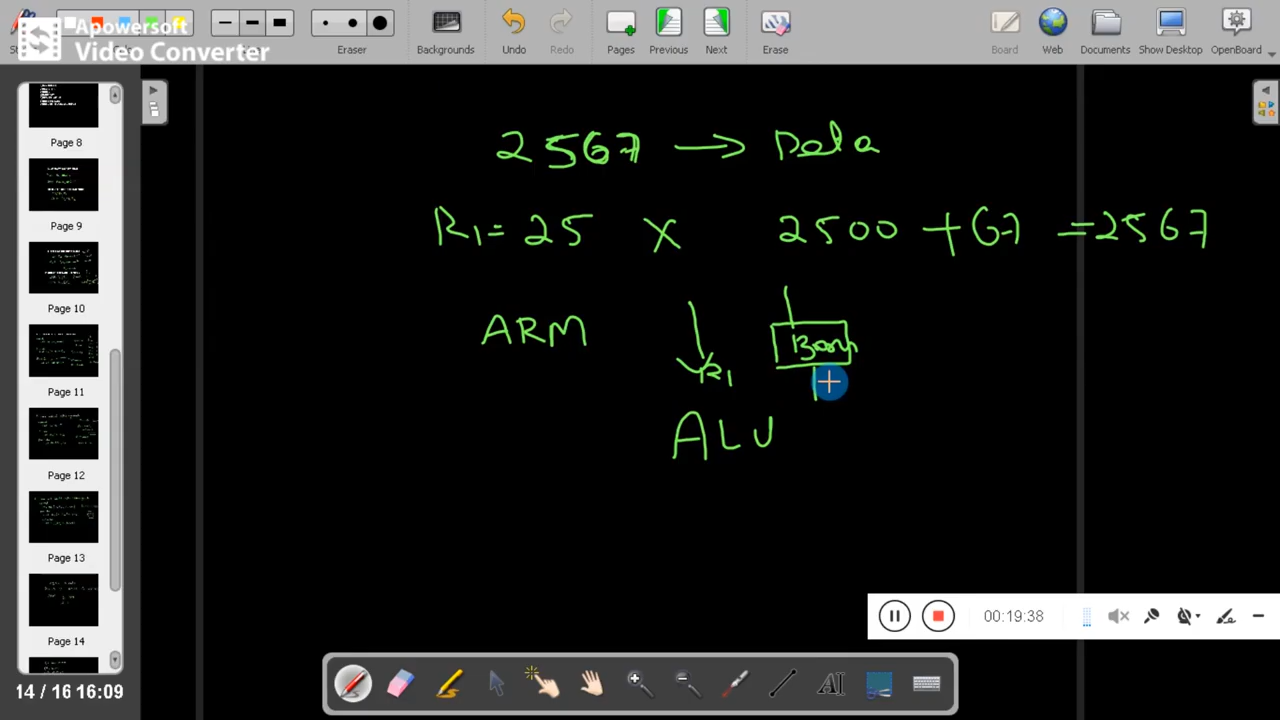 Apowersoft
Video Converter
Eraser
Backgrounds
Undo
Redo
Pages
Previous
Next
Erase
Board
Web
Documents
Show Desktop
OpenBoard
Page 8
Page 9
Page 10
Page 11
Page 12
Page 13
Page 14
14 / 16 16:09
2567 → Data
R1 = 25 X 2500 + 67 = 2567
ARM
R1
ALU
00:19:38